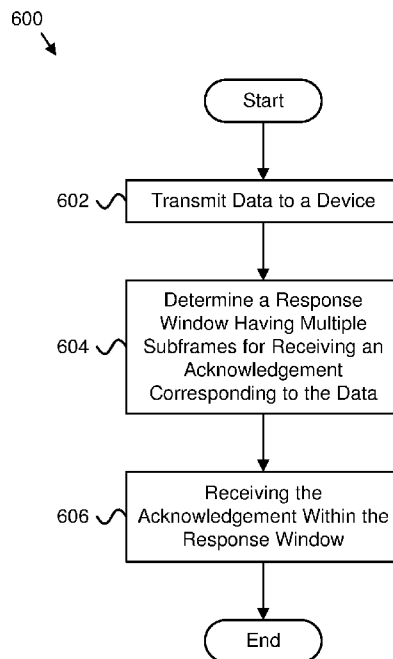 600
Start
602
Transmit Data to a Device
604
Determine a Response
Window Having Multiple
Subframes for Receiving an
Acknowledgement
Corresponding to the Data
606
Receiving the
Acknowledgement Within the
Response Window
End